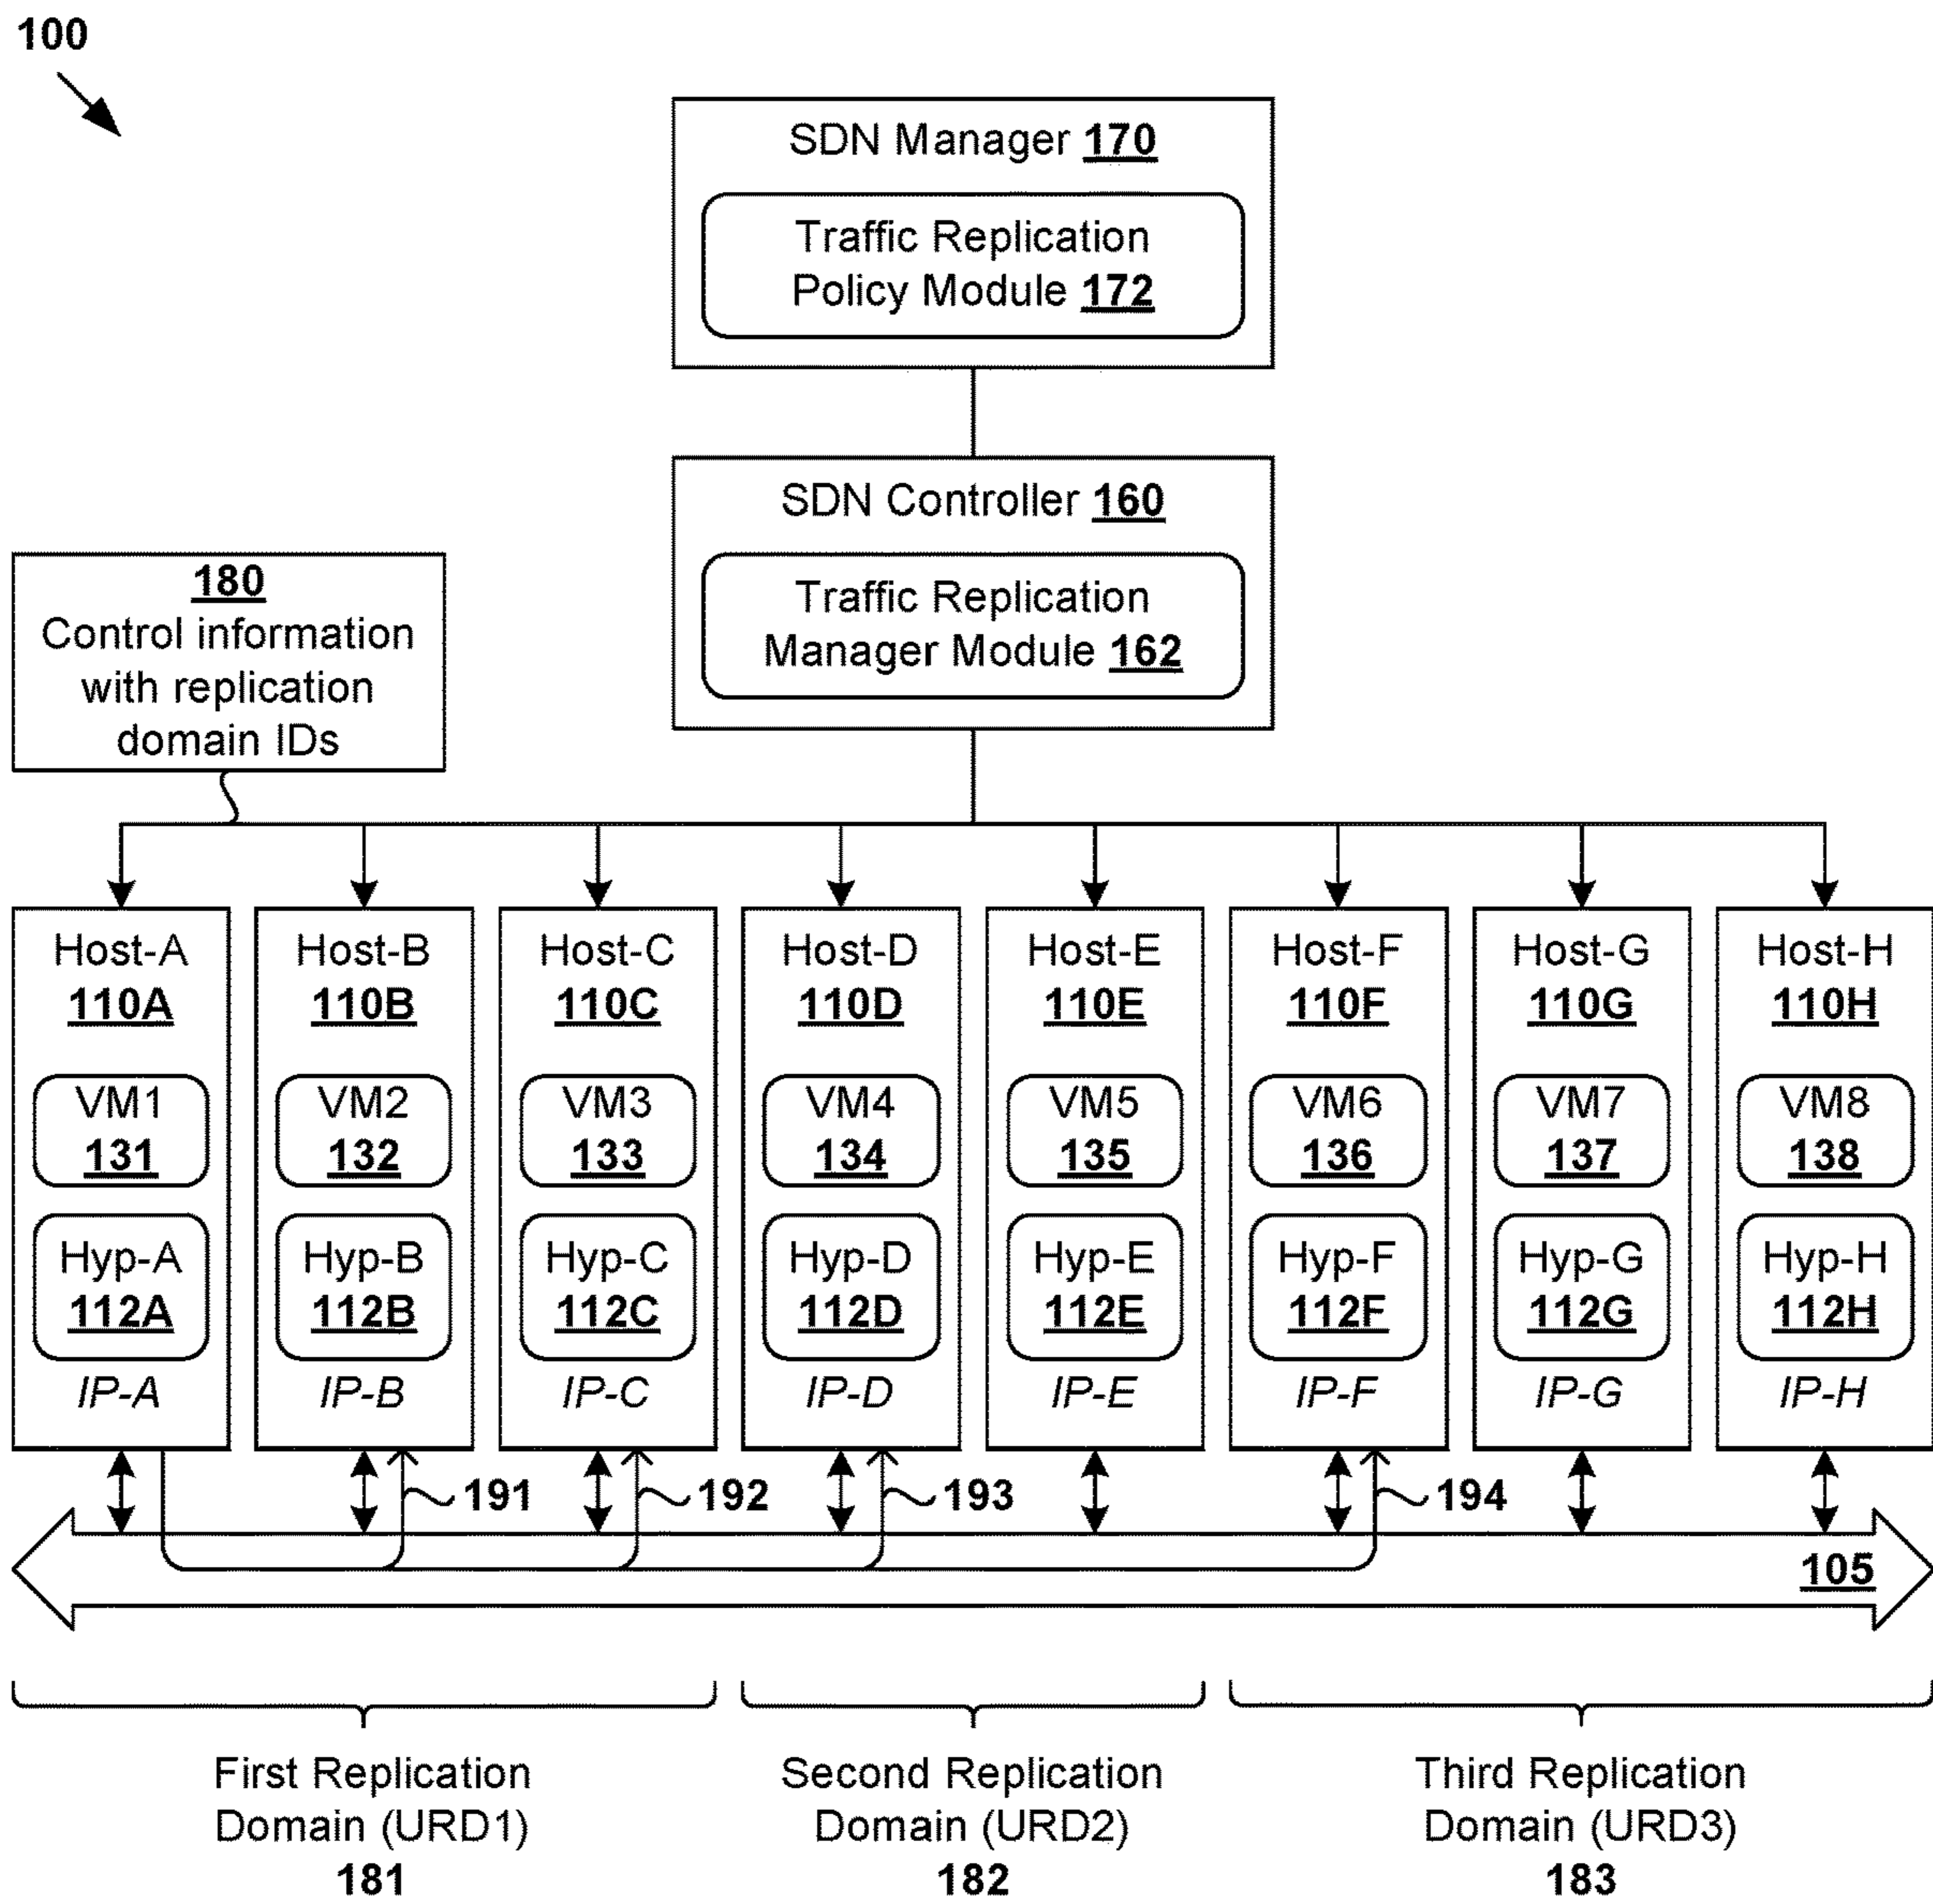 100
SDN Manager 170
Traffic Replication
Policy Module 172
SDN Controller 160
Traffic Replication
Manager Module 162
180
Control information
with replication
domain IDs
Host-A Host-B Host-C Host-D Host-E Host-F Host-G Host-H
110A 110B 110C 110D 110E 110F 110G 110H
VM1 VM2 VM3 VM4 VM5 VM6 VM7 VM8
131 132 133 134 135 136 137 138
Hyp-A Hyp-B Hyp-C Hyp-D Hyp-E Hyp-F Hyp-G Hyp-H
112A 112B 112C 112D 112E 112F 112G 112H
IP-A IP-B IP-C IP-D IP-E IP-F IP-G IP-H
191 192 193 194
105
First Replication
Domain (URD1)
181
Second Replication
Domain (URD2)
182
Third Replication
Domain (URD3)
183